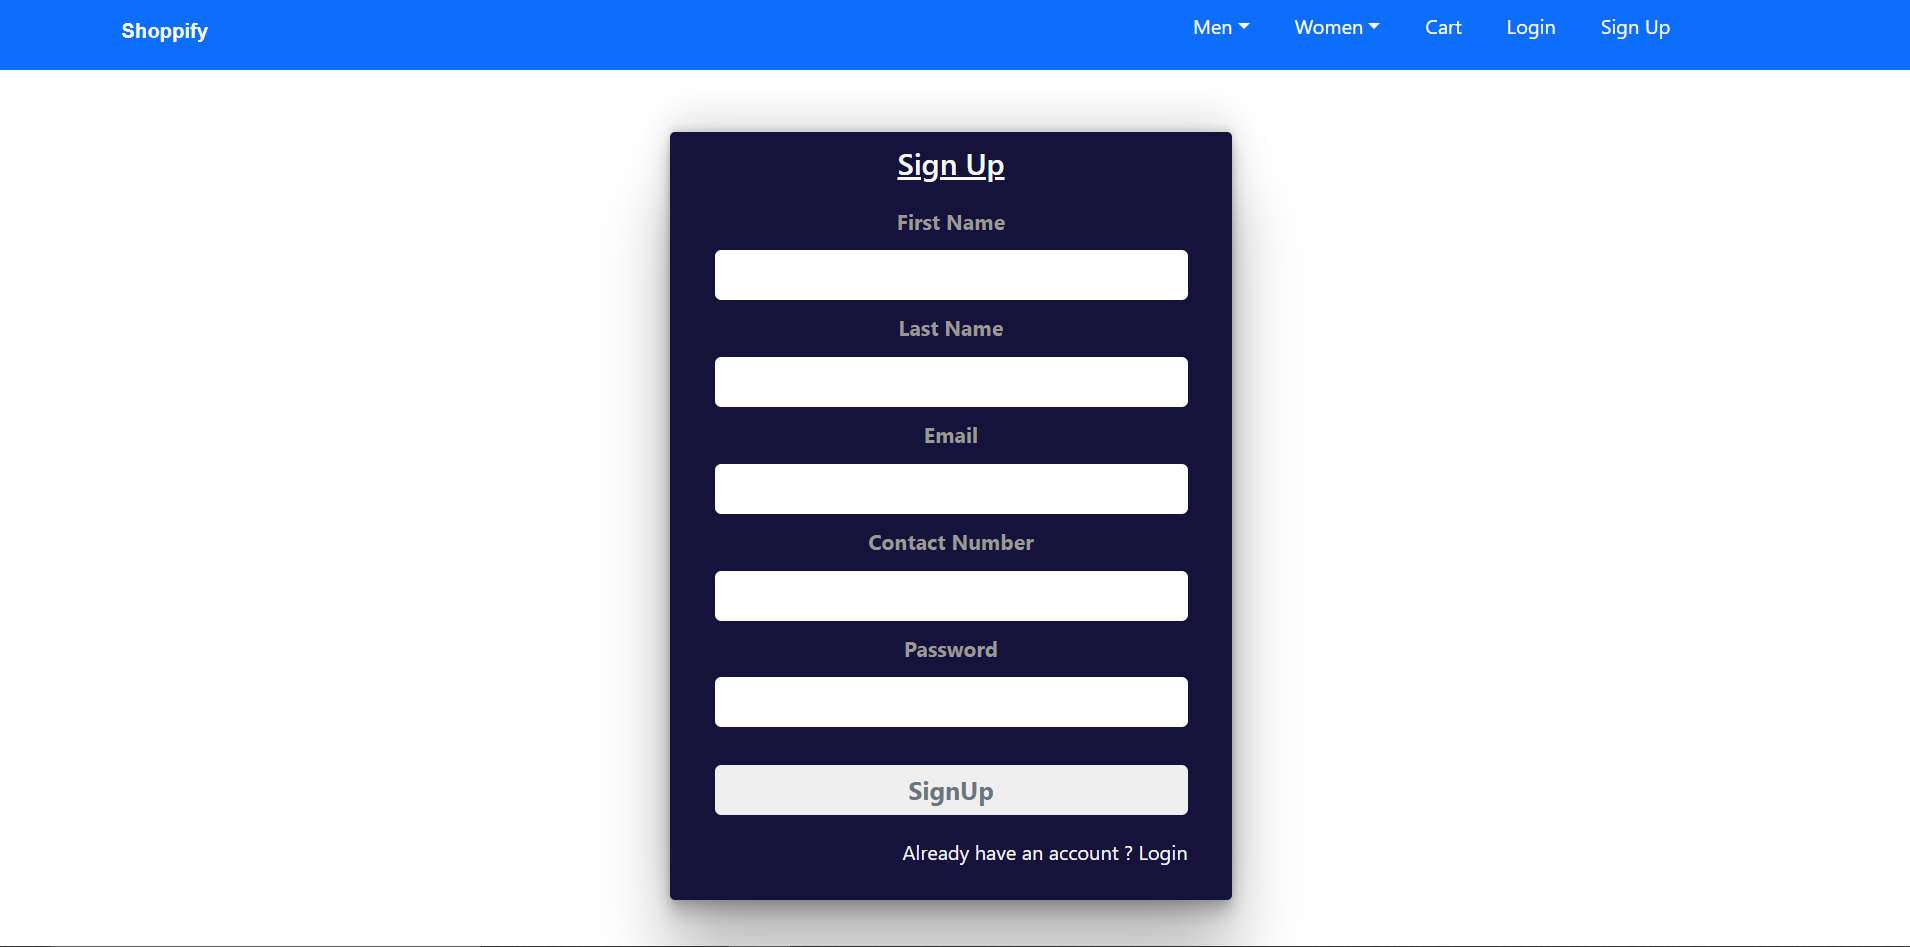 Shoppify Men Women Cart Login Sign Up
Sign Up
First Name
Last Name
Email
Contact Number
Password
SignUp
Already have an account ? Login